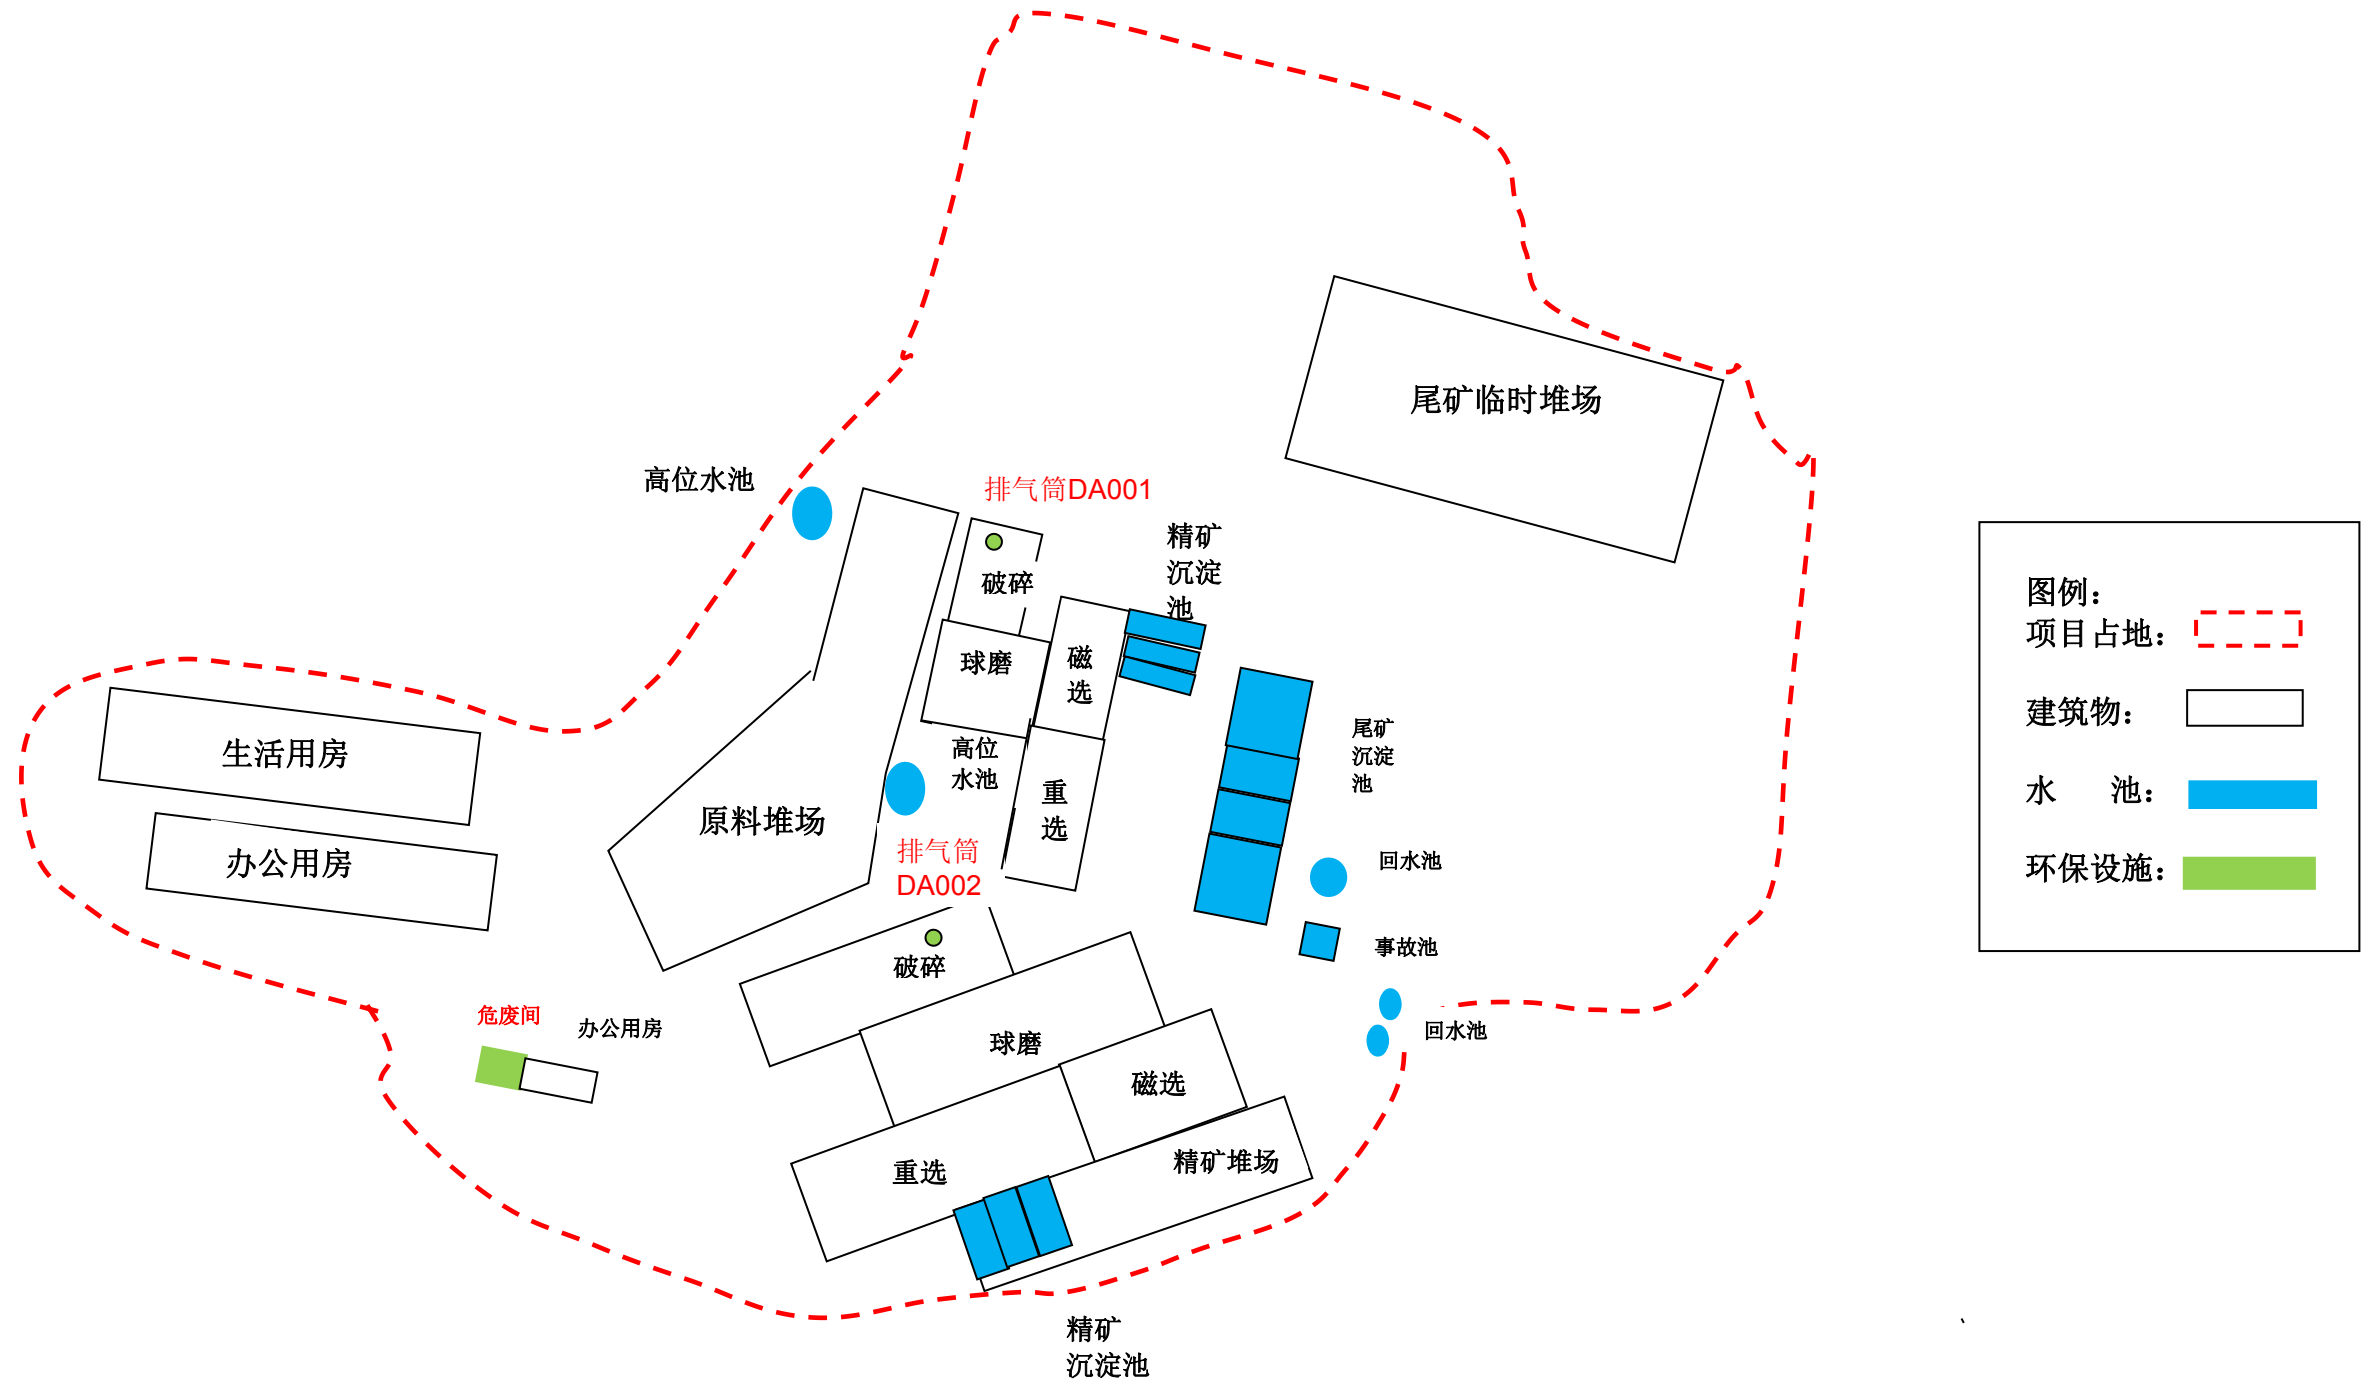 高位水池
排气筒DA001
尾矿临时堆场
精矿
沉淀
池
破碎
球磨
磁
选
高位
水池
重
选
尾矿
沉淀
池
原料堆场
生活用房
办公用房
排气筒
DA002
回水池
事故池
破碎
危废间
办公用房
球磨
回水池
磁选
重选
精矿堆场
精矿
沉淀池
图例：
项目占地：
建筑物：
水 池：
环保设施：